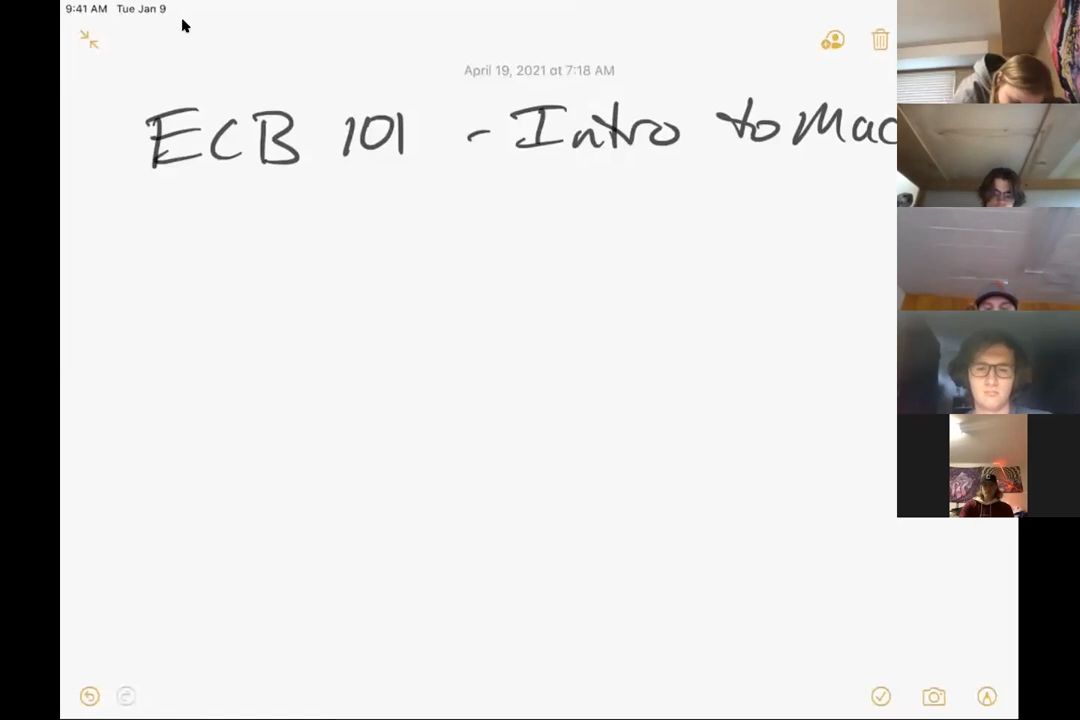 9:41 AM Tue Jan 9
April 19, 2021 at 7:18 AM
ECB 101 - Intro to Mac